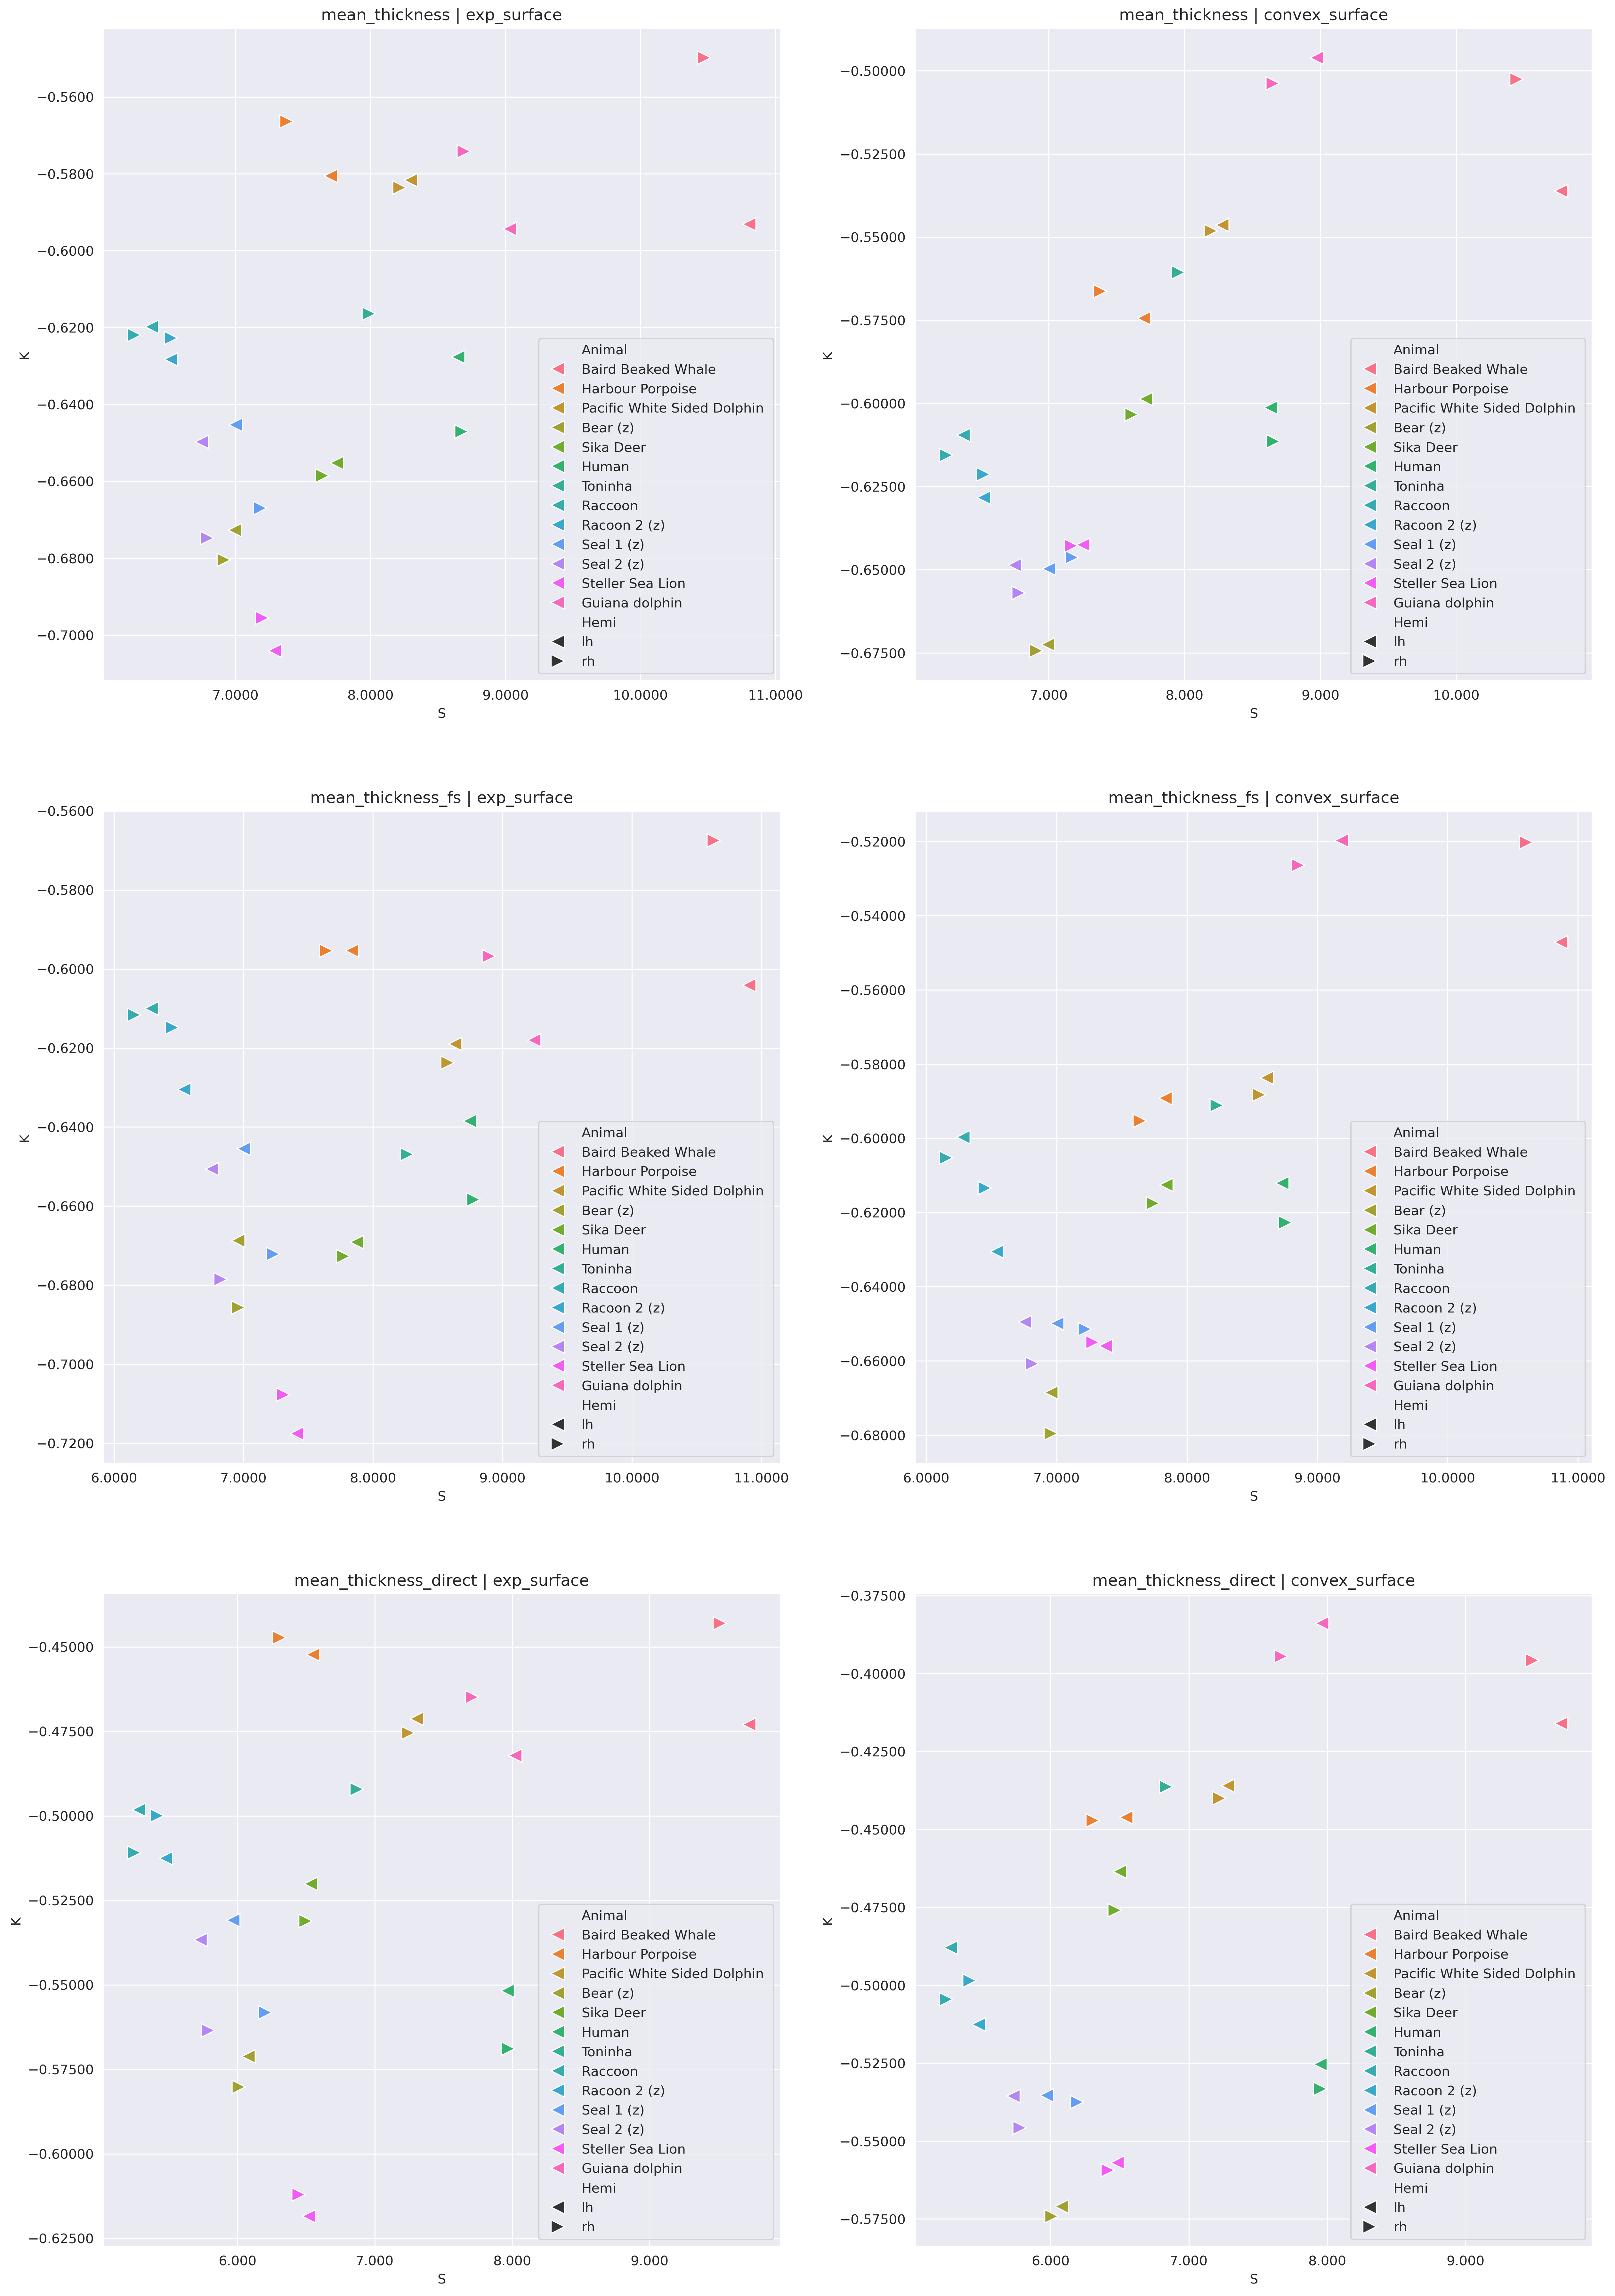 mean_thickness | exp_surface
K
−0.5600
−0.5800
−0.6000
−0.6200
−0.6400
−0.6600
−0.6800
−0.7000
Animal
Baird Beaked Whale
Harbour Porpoise
Pacific White Sided Dolphin
Bear (z)
Sika Deer
Human
Toninha
Raccoon
Racoon 2 (z)
Seal 1 (z)
Seal 2 (z)
Steller Sea Lion
Guiana dolphin
Hemi
lh
rh
7.0000 8.0000 9.0000 10.0000 11.0000
S
mean_thickness | convex_surface
K
−0.50000
−0.52500
−0.55000
−0.57500
−0.60000
−0.62500
−0.65000
−0.67500
Animal
Baird Beaked Whale
Harbour Porpoise
Pacific White Sided Dolphin
Bear (z)
Sika Deer
Human
Toninha
Raccoon
Racoon 2 (z)
Seal 1 (z)
Seal 2 (z)
Steller Sea Lion
Guiana dolphin
Hemi
lh
rh
7.000 8.000 9.000 10.000
S
mean_thickness_fs | exp_surface
K
−0.5600
−0.5800
−0.6000
−0.6200
−0.6400
−0.6600
−0.6800
−0.7000
−0.7200
Animal
Baird Beaked Whale
Harbour Porpoise
Pacific White Sided Dolphin
Bear (z)
Sika Deer
Human
Toninha
Raccoon
Racoon 2 (z)
Seal 1 (z)
Seal 2 (z)
Steller Sea Lion
Guiana dolphin
Hemi
lh
rh
6.0000 7.0000 8.0000 9.0000 10.0000 11.0000
S
mean_thickness_fs | convex_surface
K
−0.52000
−0.54000
−0.56000
−0.58000
−0.60000
−0.62000
−0.64000
−0.66000
−0.68000
Animal
Baird Beaked Whale
Harbour Porpoise
Pacific White Sided Dolphin
Bear (z)
Sika Deer
Human
Toninha
Raccoon
Racoon 2 (z)
Seal 1 (z)
Seal 2 (z)
Steller Sea Lion
Guiana dolphin
Hemi
lh
rh
6.0000 7.0000 8.0000 9.0000 10.0000 11.0000
S
mean_thickness_direct | exp_surface
K
−0.45000
−0.47500
−0.50000
−0.52500
−0.55000
−0.57500
−0.60000
−0.62500
Animal
Baird Beaked Whale
Harbour Porpoise
Pacific White Sided Dolphin
Bear (z)
Sika Deer
Human
Toninha
Raccoon
Racoon 2 (z)
Seal 1 (z)
Seal 2 (z)
Steller Sea Lion
Guiana dolphin
Hemi
lh
rh
6.000 7.000 8.000 9.000
S
mean_thickness_direct | convex_surface
K
−0.37500
−0.40000
−0.42500
−0.45000
−0.47500
−0.50000
−0.52500
−0.55000
−0.57500
Animal
Baird Beaked Whale
Harbour Porpoise
Pacific White Sided Dolphin
Bear (z)
Sika Deer
Human
Toninha
Raccoon
Racoon 2 (z)
Seal 1 (z)
Seal 2 (z)
Steller Sea Lion
Guiana dolphin
Hemi
lh
rh
6.000 7.000 8.000 9.000
S